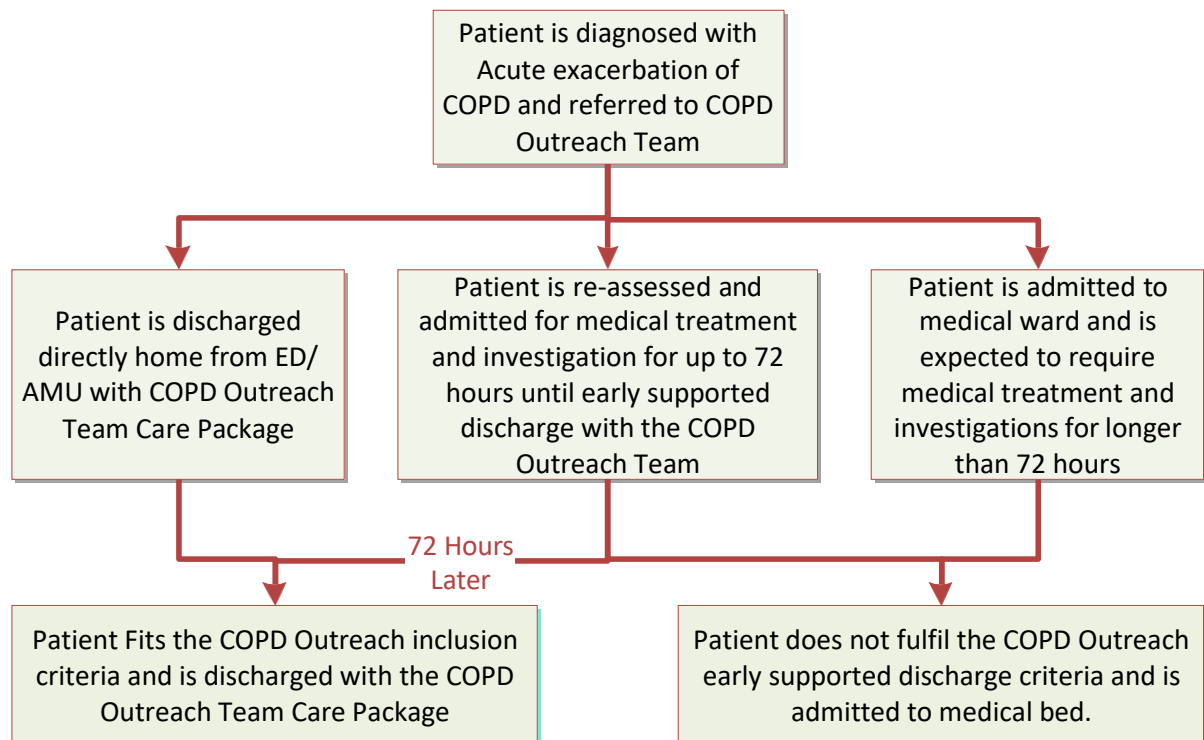 Patient is diagnosed with
Acute exacerbation of
COPD and referred to COPD
Outreach Team
Patient is discharged
directly home from ED/
AMU with COPD Outreach
Team Care Package
Patient is re-assessed and
admitted for medical treatment
and investigation for up to 72
hours until early supported
discharge with the COPD
Outreach Team
Patient is admitted to
medical ward and is
expected to require
medical treatment and
investigations for longer
than 72 hours
72 Hours
Later
Patient Fits the COPD Outreach inclusion
criteria and is discharged with the COPD
Outreach Team Care Package
Patient does not fulfil the COPD Outreach
early supported discharge criteria and is
admitted to medical bed.